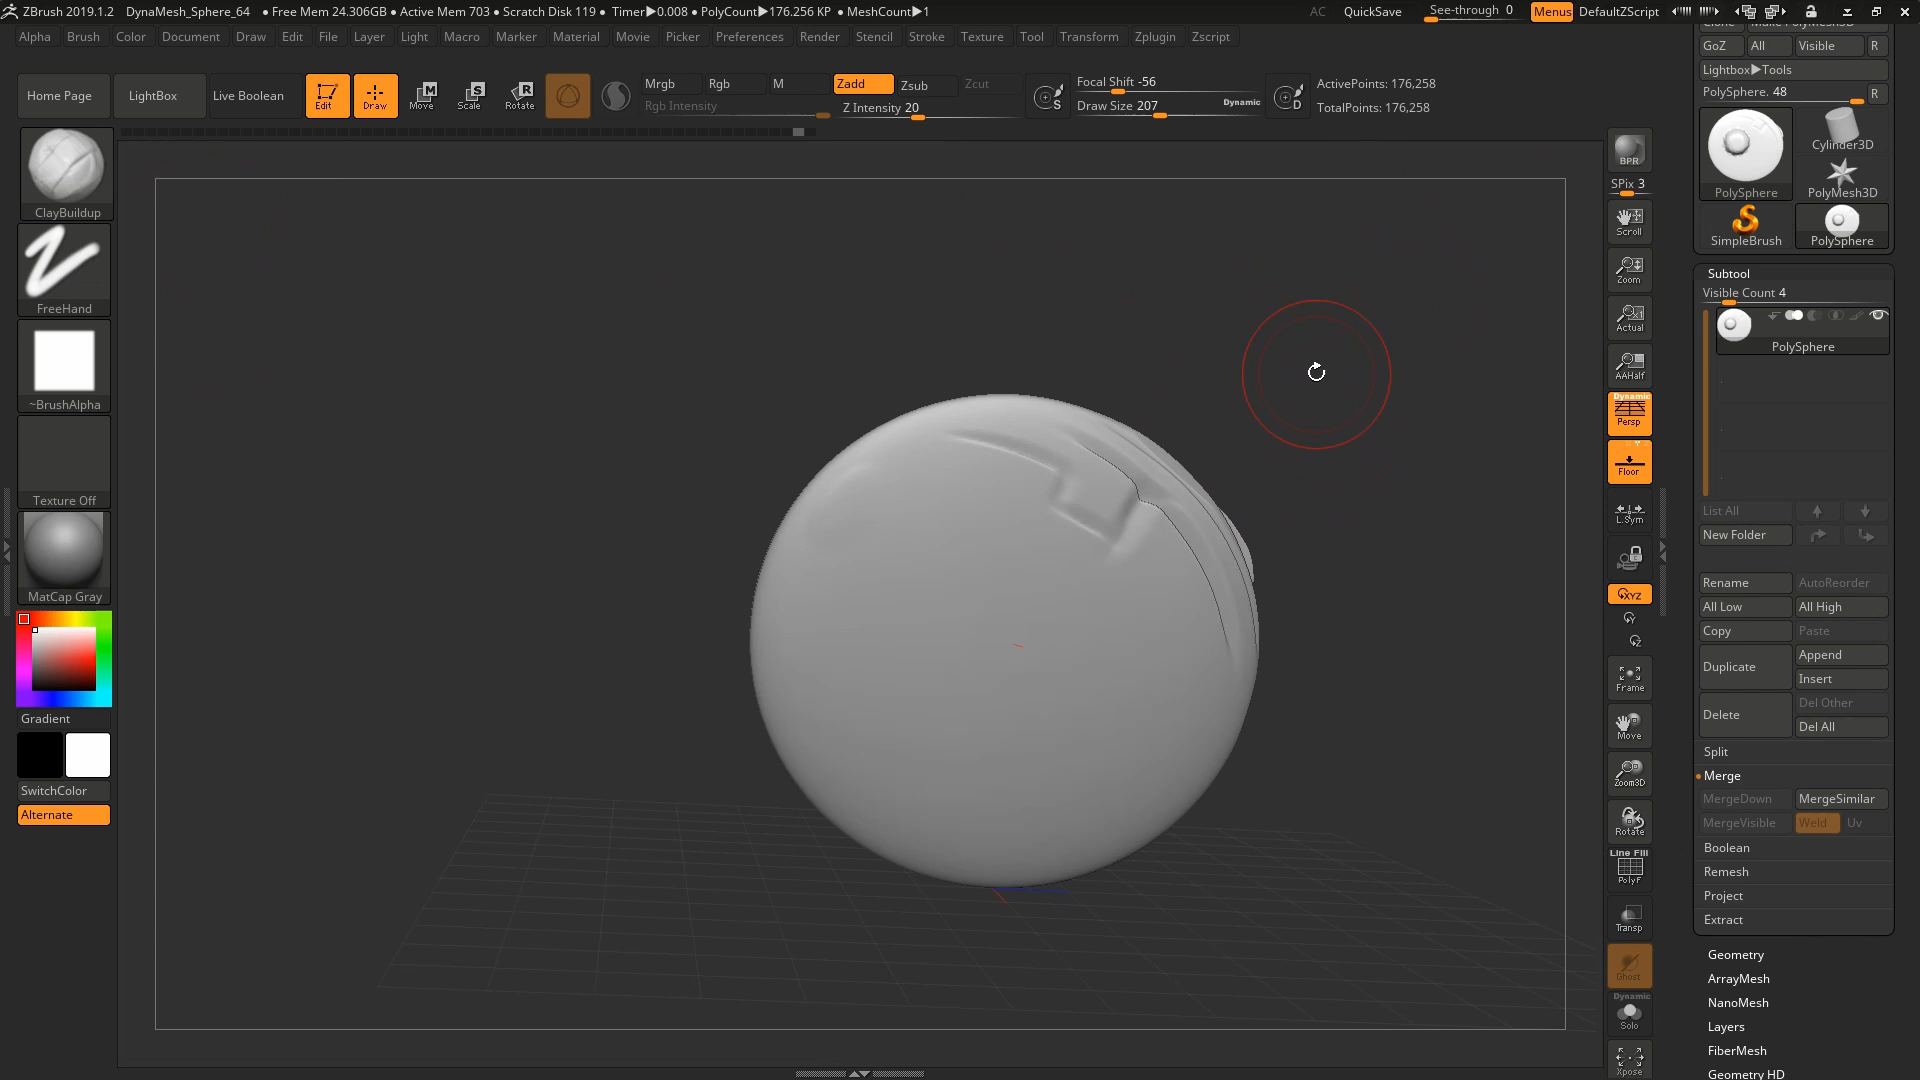 ZBrush 2019.1.2 DynaMesh_Sphere_64 • Free Mem 24.306GB • Active Mem 703 • Scratch Disk 119 • Timer▶0.008 • PolyCount▶176.256 KP • MeshCount▶1 AC QuickSave See-through 0 Menus DefaultZScript
Alpha Brush Color Document Draw Edit File Layer Light Macro Marker Material Movie Picker Preferences Render Stencil Stroke Texture Tool Transform Zplugin Zscript
Home Page LightBox Live Boolean Edit Draw Move Scale Rotate
M S R
Mrgb Rgb M Zadd Zsub Zcut
Rgb Intensity Z Intensity 20
Focal Shift -56
Draw Size 207 Dynamic
S D
ActivePoints: 176,258
TotalPoints: 176,258
ClayBuildup
FreeHand
~BrushAlpha
Texture Off
MatCap Gray
Gradient
SwitchColor
Alternate
BPR
SPix 3
Scroll
Zoom
Actual
AAHalf
Dynamic
Persp
Floor
L.Sym
XYZ
Y
Z
Frame
Move
Zoom3D
Rotate
Line Fill
PolyF
Transp
Ghost
Dynamic
Solo
Xpose
GoZ All Visible R
Lightbox▶Tools
PolySphere. 48 R
PolySphere Cylinder3D
PolyMesh3D
SimpleBrush PolySphere
Subtool
Visible Count 4
PolySphere
List All
New Folder
Rename AutoReorder
All Low All High
Copy Paste
Duplicate Append
Insert
Delete Del Other
Del All
Split
Merge
MergeDown MergeSimilar
MergeVisible Weld Uv
Boolean
Remesh
Project
Extract
Geometry
ArrayMesh
NanoMesh
Layers
FiberMesh
Geometry HD